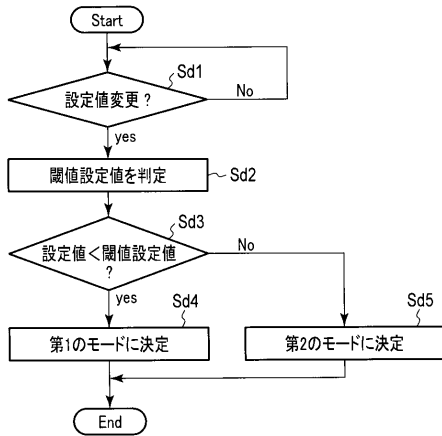 Start
Sd1
設定値変更?
No
yes
閾値設定値を判定
Sd2
Sd3
設定値<閾値設定値
?
No
yes
Sd4
第1のモードに決定
Sd5
第2のモードに決定
End